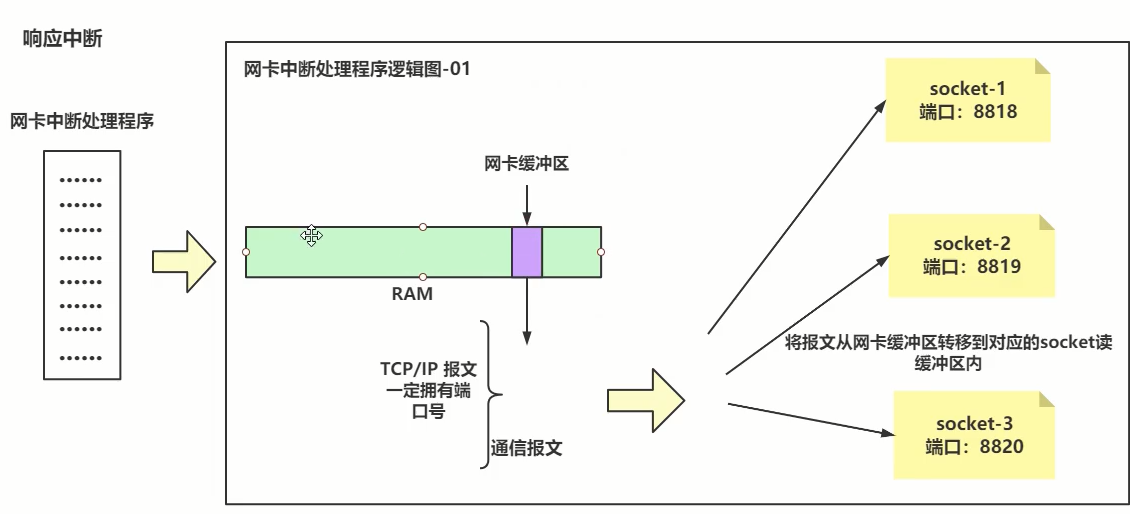 响应中断
网卡中断处理程序逻辑图-01
网卡中断处理程序
......
......
......
......
......
......
......
......
网卡缓冲区
RAM
TCP/IP 报文
一定拥有端
口号
通信报文
socket-1
端口：8818
socket-2
端口：8819
将报文从网卡缓冲区转移到对应的socket读
缓冲区内
socket-3
端口：8820